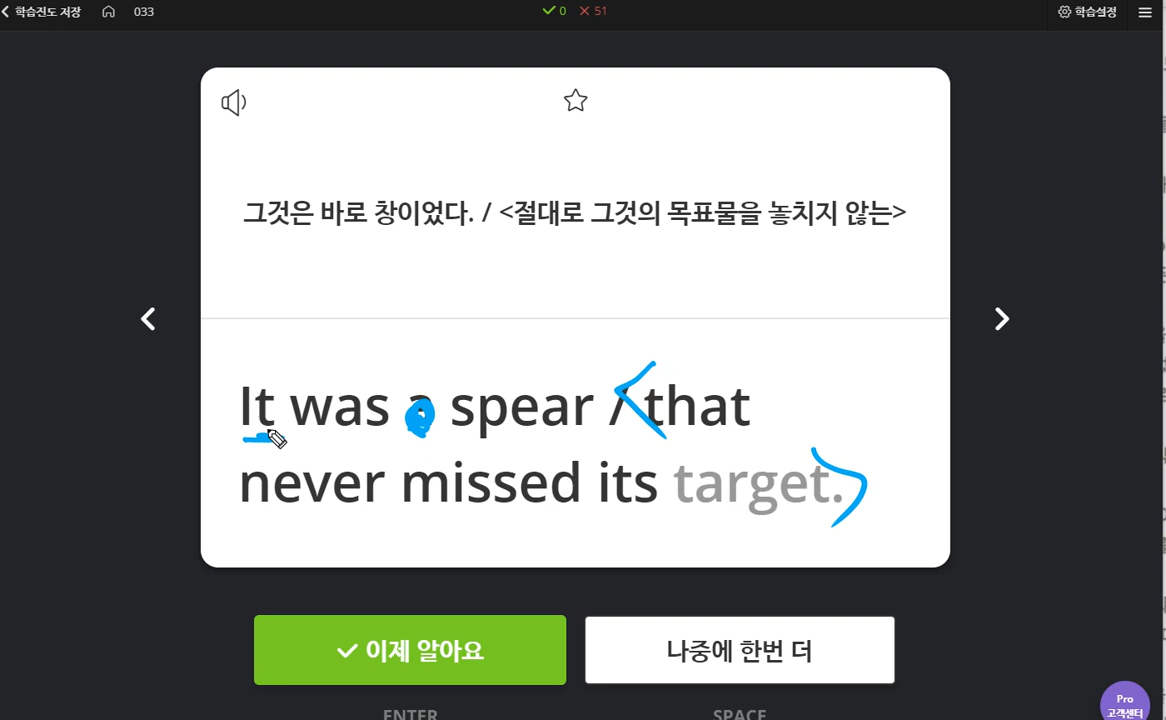 학습진도 저장 033 0 51 학습설정
그것은 바로 창이었다. / <절대로 그것의 목표물을 놓치지 않는>
It was a spear / that
never missed its target.
이제 알아요 나중에 한번 더
ENTER SPACE
Pro
고객센터